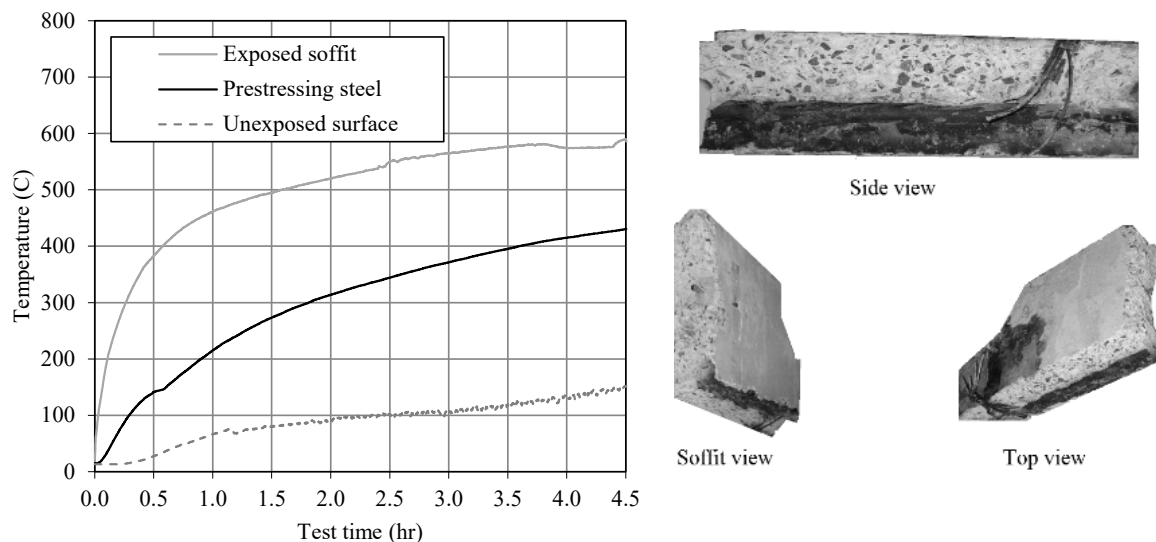 800
700
600
500
400
300
200
100
0
Temperature (C)
Exposed soffit
Prestressing steel
Unexposed surface
0.0 0.5 1.0 1.5 2.0 2.5 3.0 3.5 4.0 4.5
Test time (hr)
Side view
Soffit view
Top view